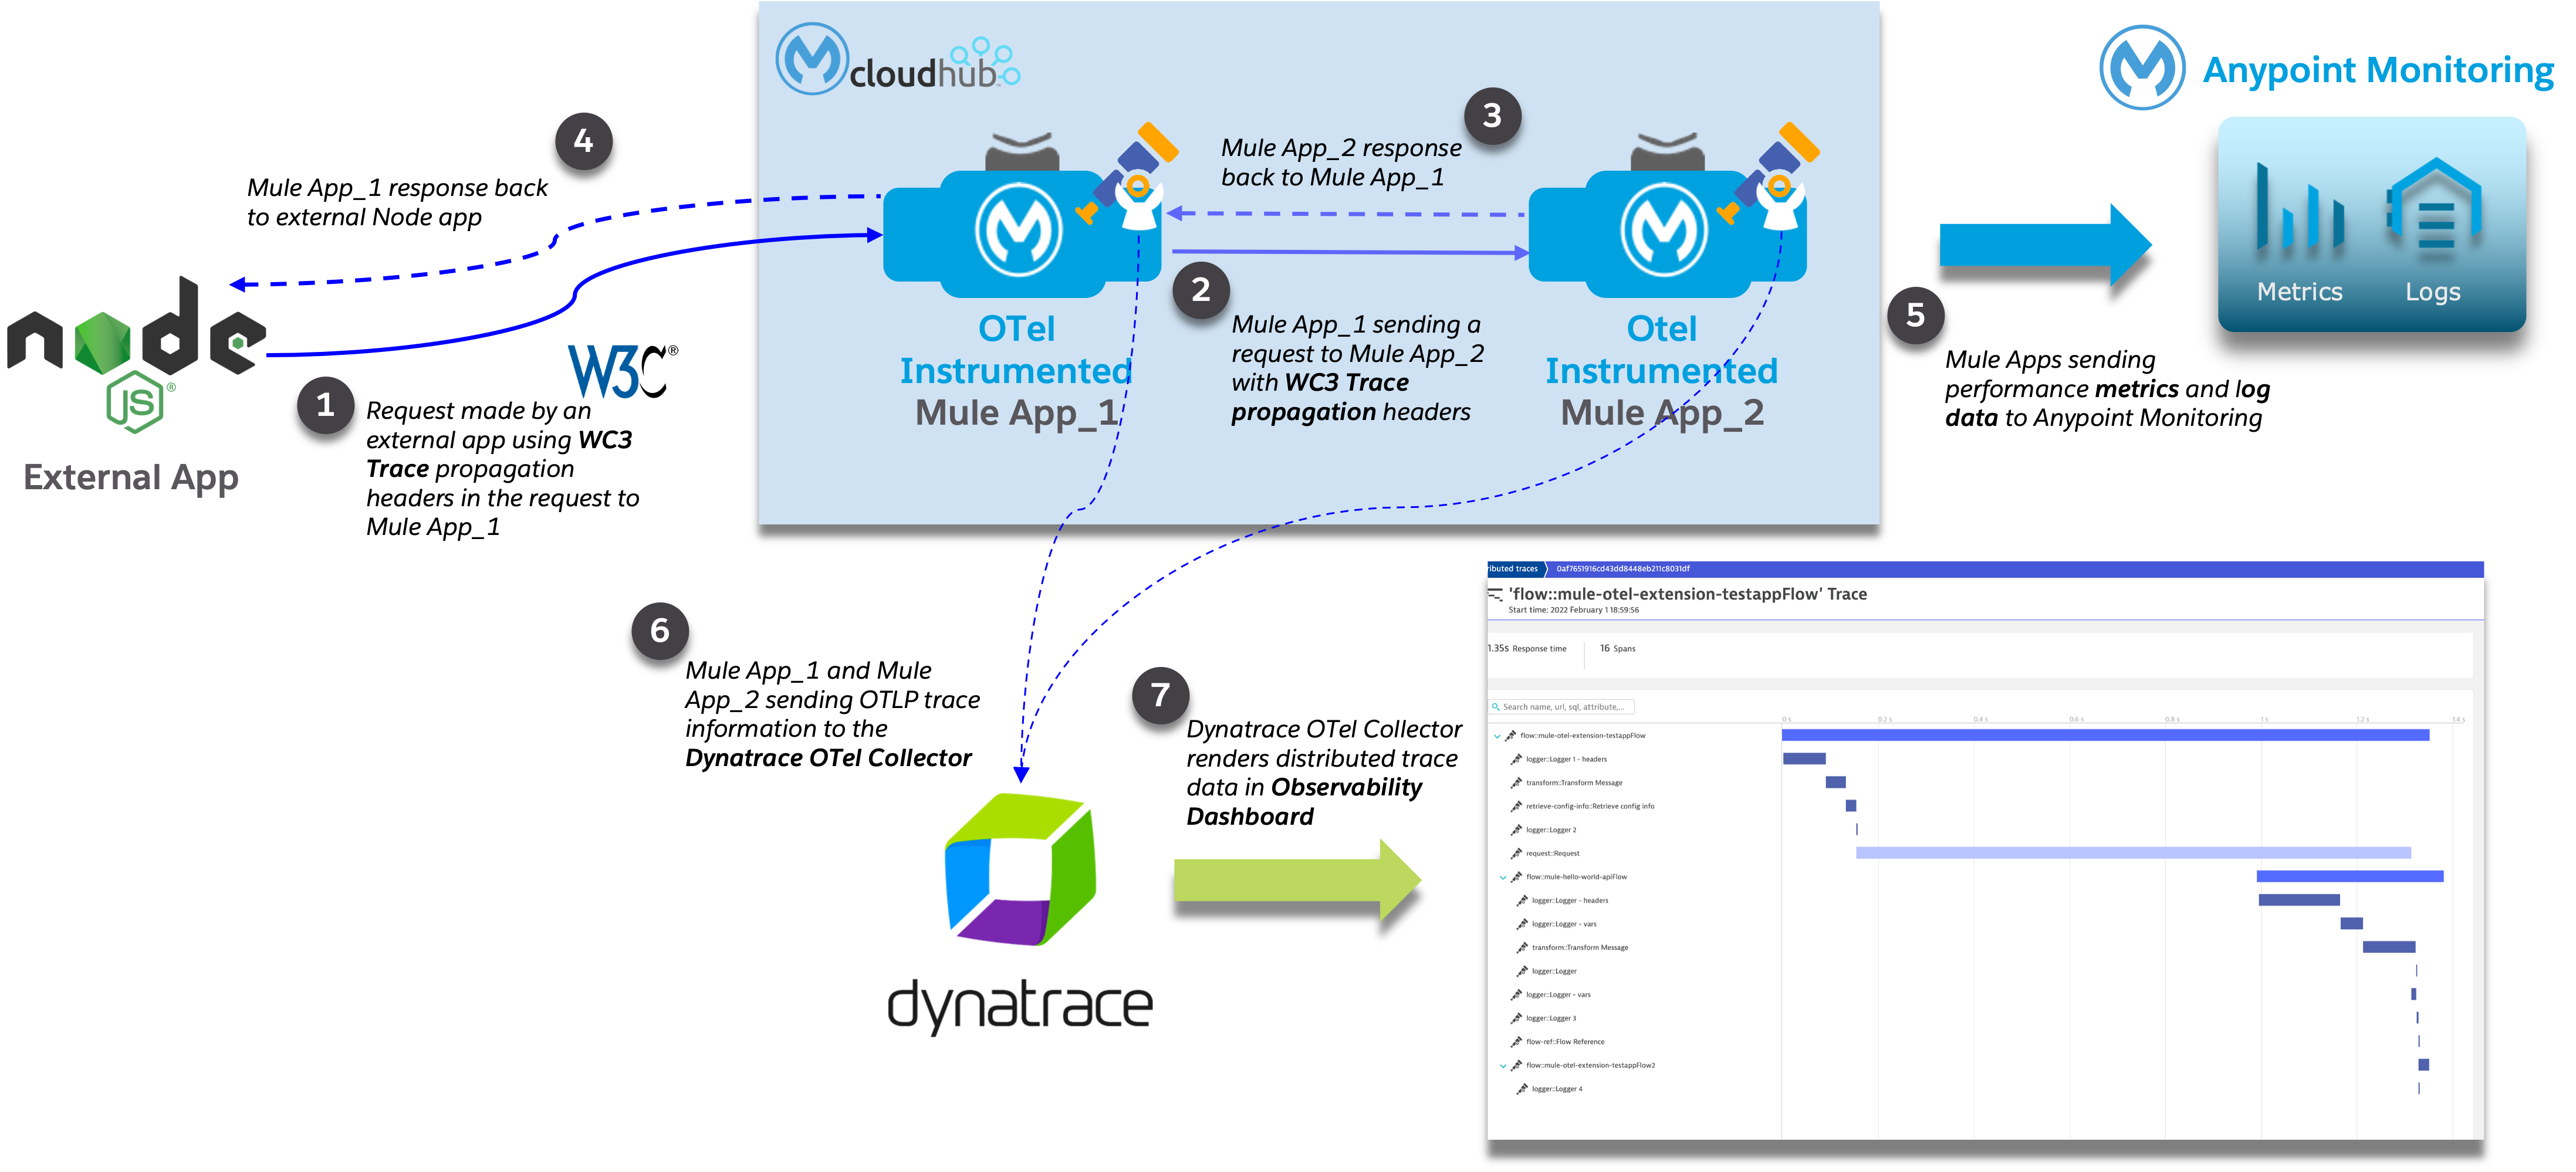 cloudhub
Anypoint Monitoring
4
Mule App_1 response back
to external Node app
3
Mule App_2 response
back to Mule App_1
Metrics
Logs
node
JS®
External App
W3C®
1
Request made by an
external app using WC3
Trace propagation
headers in the request to
Mule App_1
OTel
Instrumented
Mule App_1
2
Mule App_1 sending a
request to Mule App_2
with WC3 Trace
propagation headers
Otel
Instrumented
Mule App_2
5
Mule Apps sending
performance metrics and log
data to Anypoint Monitoring
6
Mule App_1 and Mule
App_2 sending OTLP trace
information to the
Dynatrace OTel Collector
7
Dynatrace OTel Collector
renders distributed trace
data in Observability
Dashboard
dynatrace
ributed traces 0af7651916cd43dd8448eb211c8031df
'flow::mule-otel-extension-testappFlow' Trace
Start time: 2022 February 1 18:59:56
1.35s Response time 16 Spans
Search name, url, sql, attribute,...
0 s 0.2 s 0.4 s 0.6 s 0.8 s 1 s 1.2 s 1.4 s
flow::mule-otel-extension-testappFlow
logger::Logger 1 - headers
transform::Transform Message
retrieve-config-info::Retrieve config info
logger::Logger 2
request::Request
flow::mule-hello-world-apiFlow
logger::Logger - headers
logger::Logger - vars
transform::Transform Message
logger::Logger
logger::Logger - vars
logger::Logger 3
flow-ref::Flow Reference
flow::mule-otel-extension-testappFlow2
logger::Logger 4